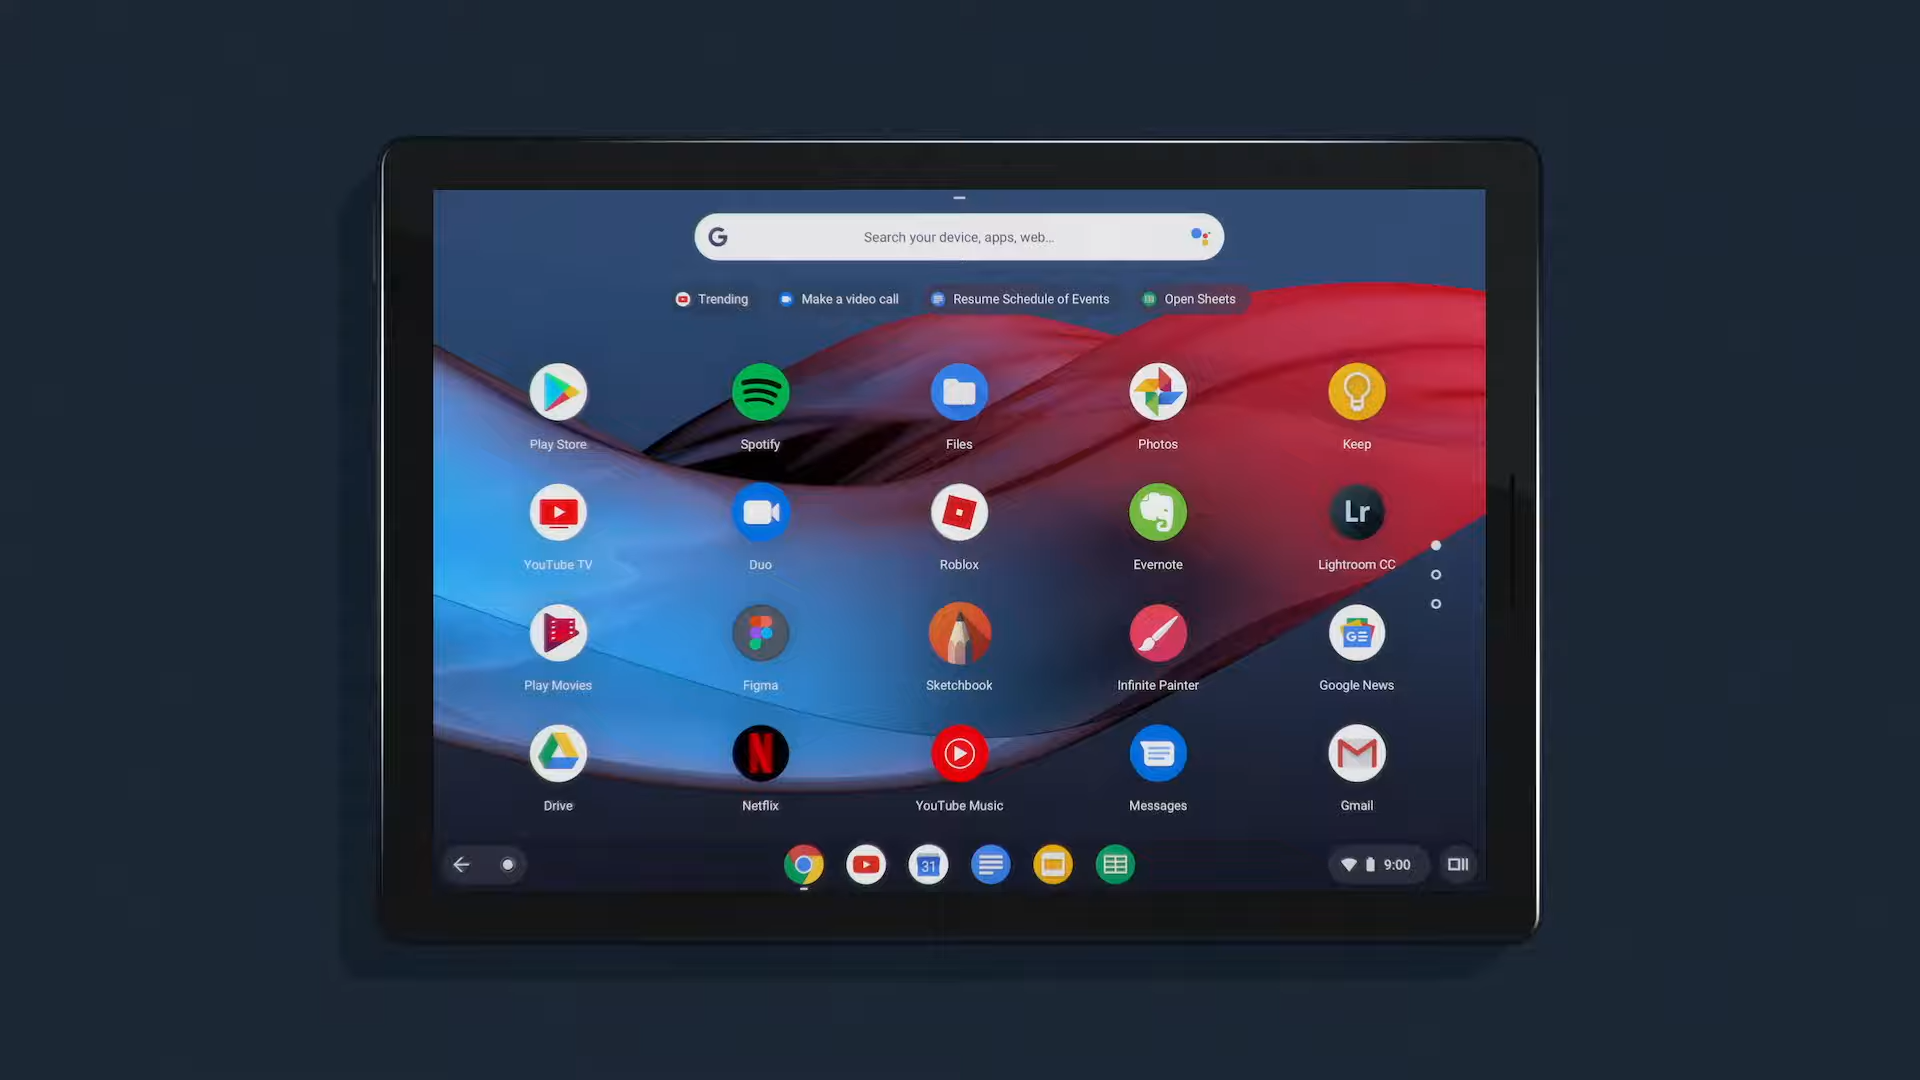 G Search your device, apps, web...
Trending Make a video call Resume Schedule of Events Open Sheets
Play Store Spotify Files Photos Keep
Lr
YouTube TV Duo Roblox Evernote Lightroom CC
GE
Play Movies Figma Sketchbook Infinite Painter Google News
N
Drive Netflix YouTube Music Messages Gmail
31 9:00